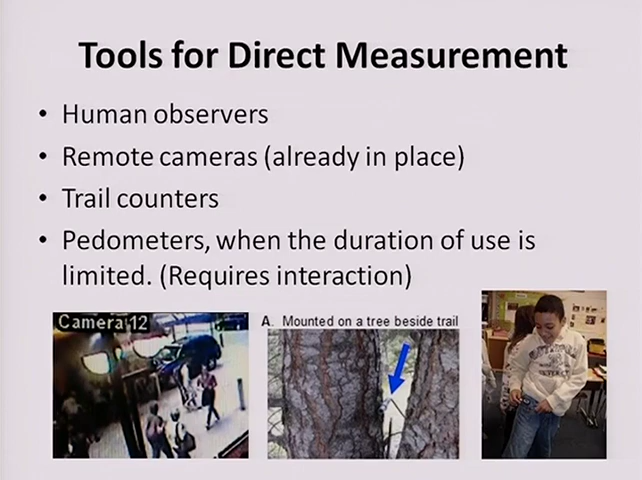 Tools for Direct Measurement
• Human observers
• Remote cameras (already in place)
• Trail counters
• Pedometers, when the duration of use is
limited. (Requires interaction)
Camera 12
A. Mounted on a tree beside trail